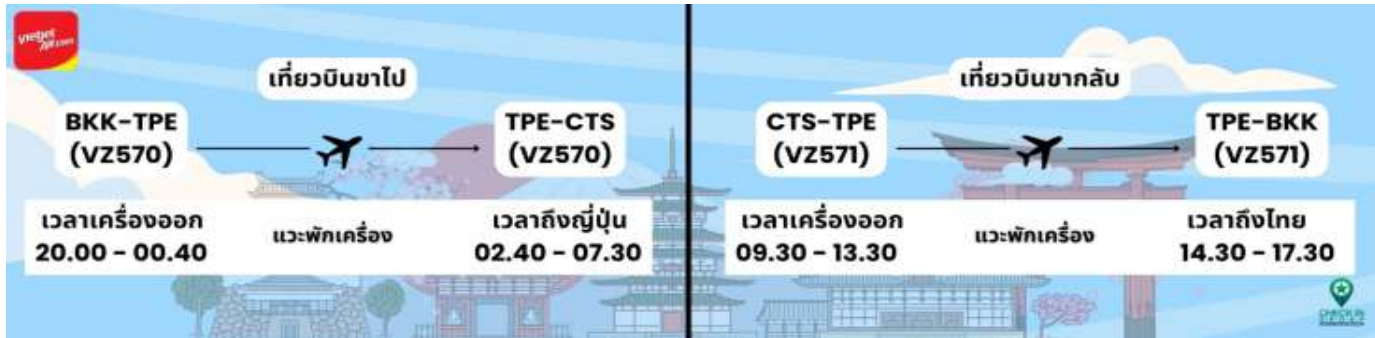 vietjet
Air.com
เที่ยวบินขาไป
BKK-TPE
(VZ570)
TPE-CTS
(VZ570)
เวลาเครื่องออก
20.00 - 00.40
แวะพักเครื่อง
เวลาถึงญี่ปุ่น
02.40 - 07.30
เที่ยวบินขากลับ
CTS-TPE
(VZ571)
TPE-BKK
(VZ571)
เวลาเครื่องออก
09.30 - 13.30
แวะพักเครื่อง
เวลาถึงไทย
14.30 - 17.30
CHECK IN